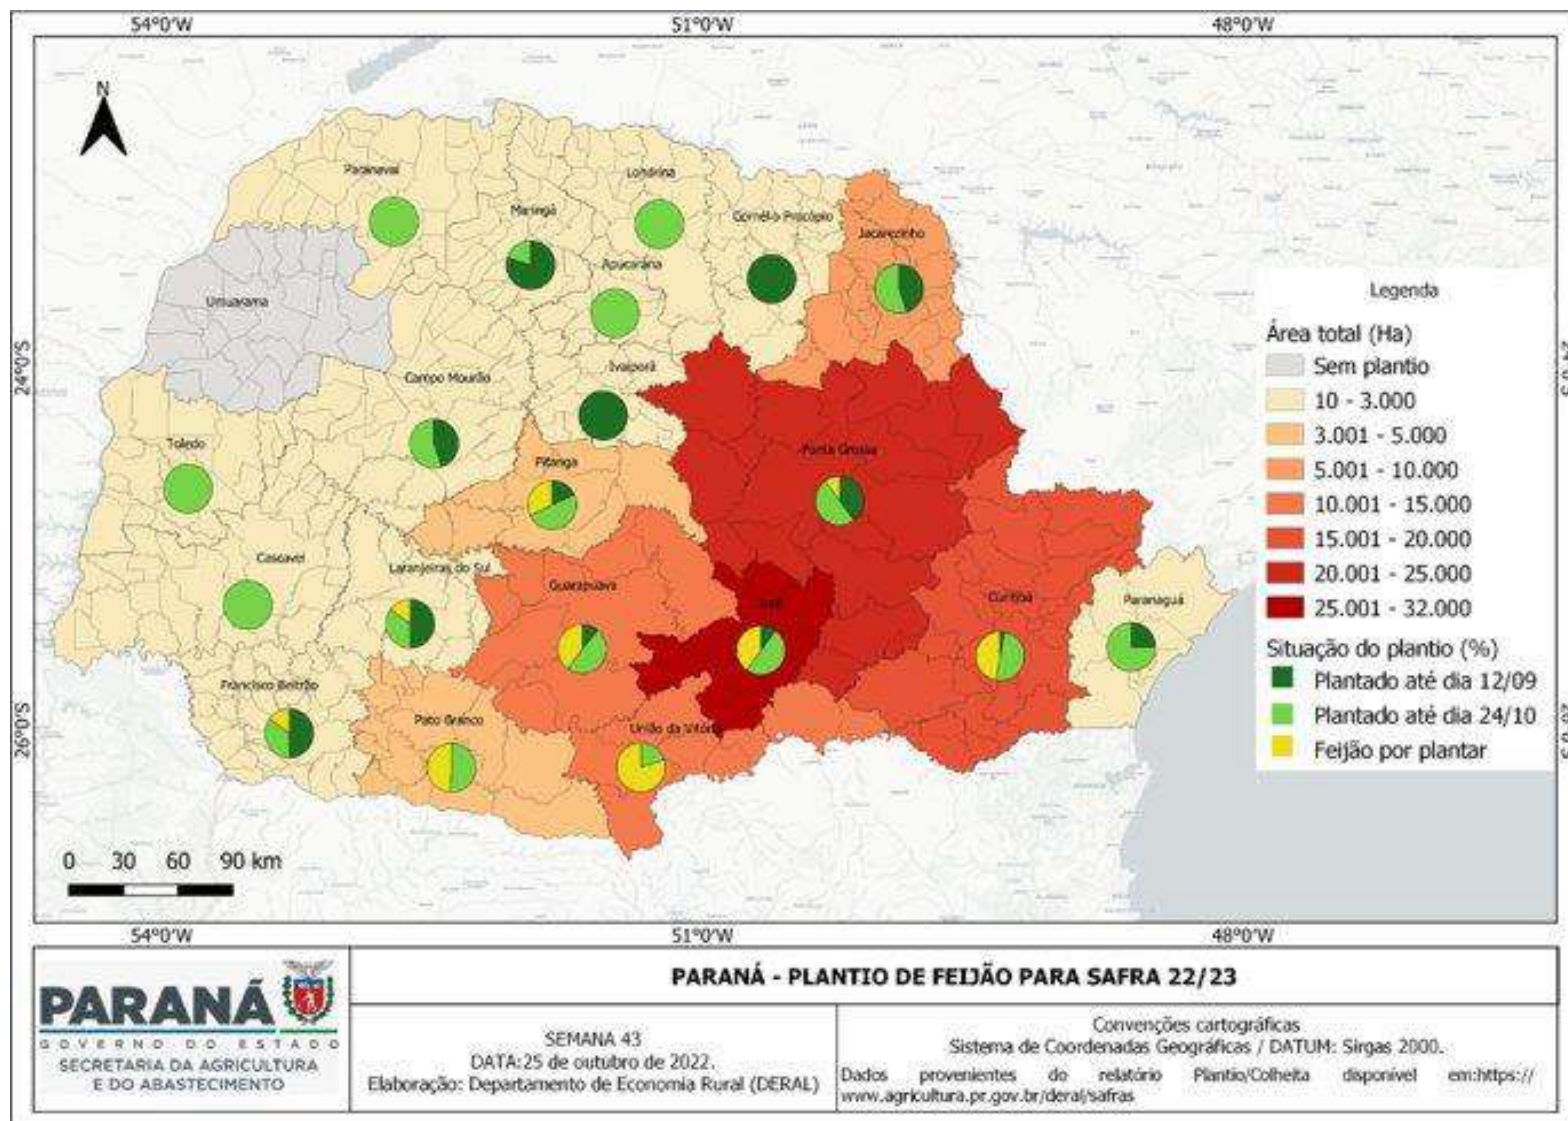 54°0'W 51°0'W 48°0'W
N
Paranavaí
Londrina
Maringá
Cornélio Procópio
Jacarezinho
Apucarana
Umuarama
24°0'S
Ivaiporã
Campo Mourão
Toledo
Ponta Grossa
Pitanga
Cascavel
Laranjeiras do Sul
Guarapuava
Irati
Curitiba
Paranaguá
Francisco Beltrão
Pato Branco
União da Vitória
26°0'S
Legenda
Área total (Ha)
Sem plantio
10 - 3.000
3.001 - 5.000
5.001 - 10.000
10.001 - 15.000
15.001 - 20.000
20.001 - 25.000
25.001 - 32.000
Situação do plantio (%)
Plantado até dia 12/09
Plantado até dia 24/10
Feijão por plantar
0 30 60 90 km
54°0'W 51°0'W 48°0'W
PARANÁ
GOVERNO DO ESTADO
SECRETARIA DA AGRICULTURA
E DO ABASTECIMENTO
PARANÁ - PLANTIO DE FEIJÃO PARA SAFRA 22/23
SEMANA 43
DATA:25 de outubro de 2022.
Elaboração: Departamento de Economia Rural (DERAL)
Convenções cartográficas
Sistema de Coordenadas Geográficas / DATUM: Sirgas 2000.
Dados provenientes do relatório Plantio/Colheita disponível em:https://
www.agricultura.pr.gov.br/deral/safras